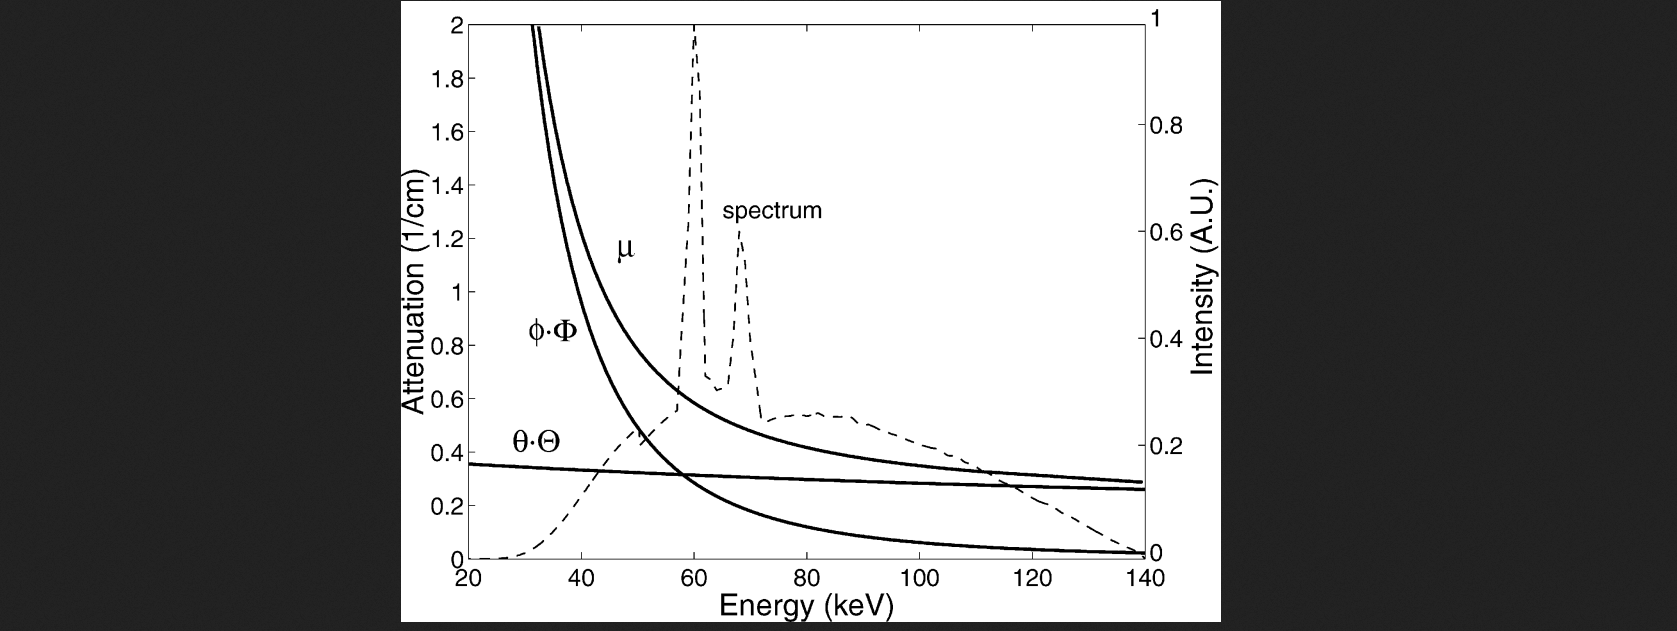 2
1.8
1.6
1.4
1.2
1
0.8
0.6
0.4
0.2
0
Attenuation (1/cm)
1
0.8
0.6
0.4
0.2
0
Intensity (A.U.)
spectrum
μ
ϕ·Φ
θ·Θ
20 40 60 80 100 120 140
Energy (keV)